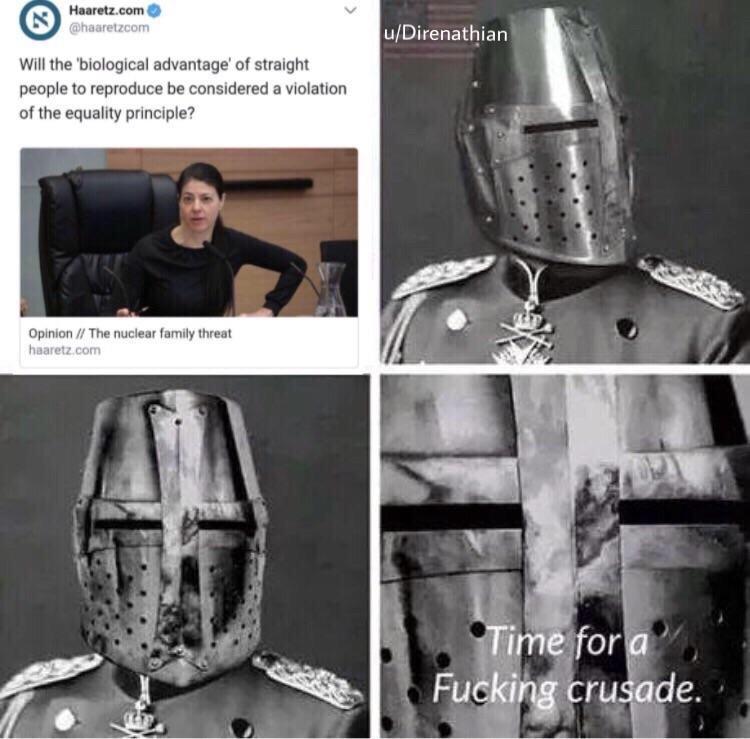 Haaretz.com
@haaretzcom
Will the 'biological advantage' of straight
people to reproduce be considered a violation
of the equality principle?
Opinion // The nuclear family threat
haaretz.com
u/Direnathian
Time for a
Fucking crusade.